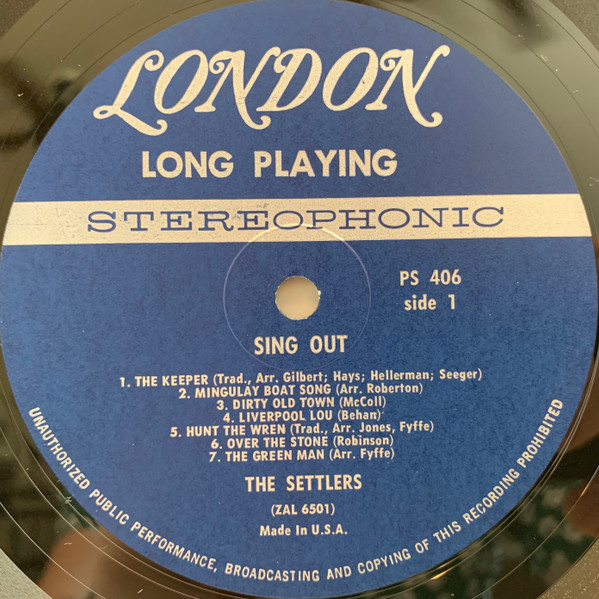 LONDON
LONG PLAYING
STEREOPHONIC
PS 406
side 1
SING OUT
1. THE KEEPER (Trad., Arr. Gilbert; Hays; Hellerman; Seeger)
2. MINGULAY BOAT SONG (Arr. Roberton)
3. DIRTY OLD TOWN (McColl)
4. LIVERPOOL LOU (Behan)
5. HUNT THE WREN (Trad., Arr. Jones, Fyffe)
6. OVER THE STONE (Robinson)
7. THE GREEN MAN (Arr. Fyffe)
THE SETTLERS
(ZAL 6501)
Made In U.S.A.
UNAUTHORIZED PUBLIC PERFORMANCE, BROADCASTING AND COPYING OF THIS RECORDING PROHIBITED